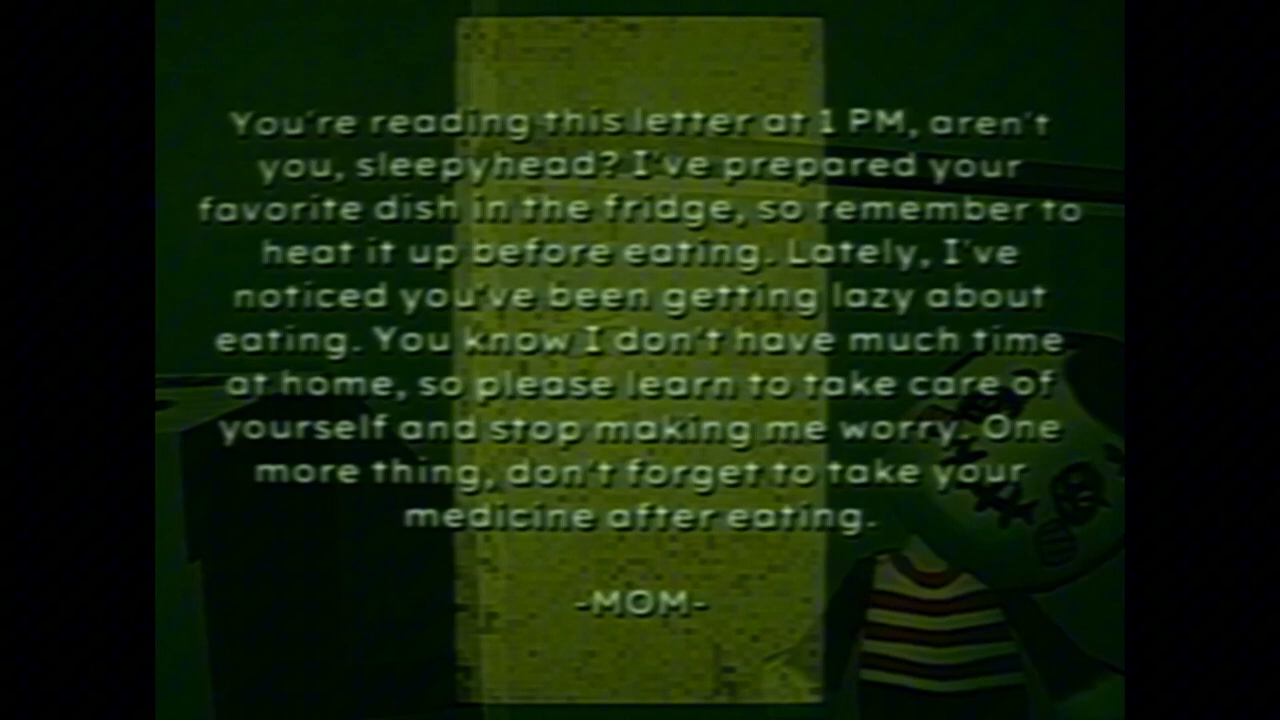 You're reading this letter at 1 PM, aren't
you, sleepyhead? I've prepared your
favorite dish in the fridge, so remember to
heat it up before eating. Lately, I've
noticed you've been getting lazy about
eating. You know I don't have much time
at home, so please learn to take care of
yourself and stop making me worry. One
more thing, don't forget to take your
medicine after eating.
-MOM-